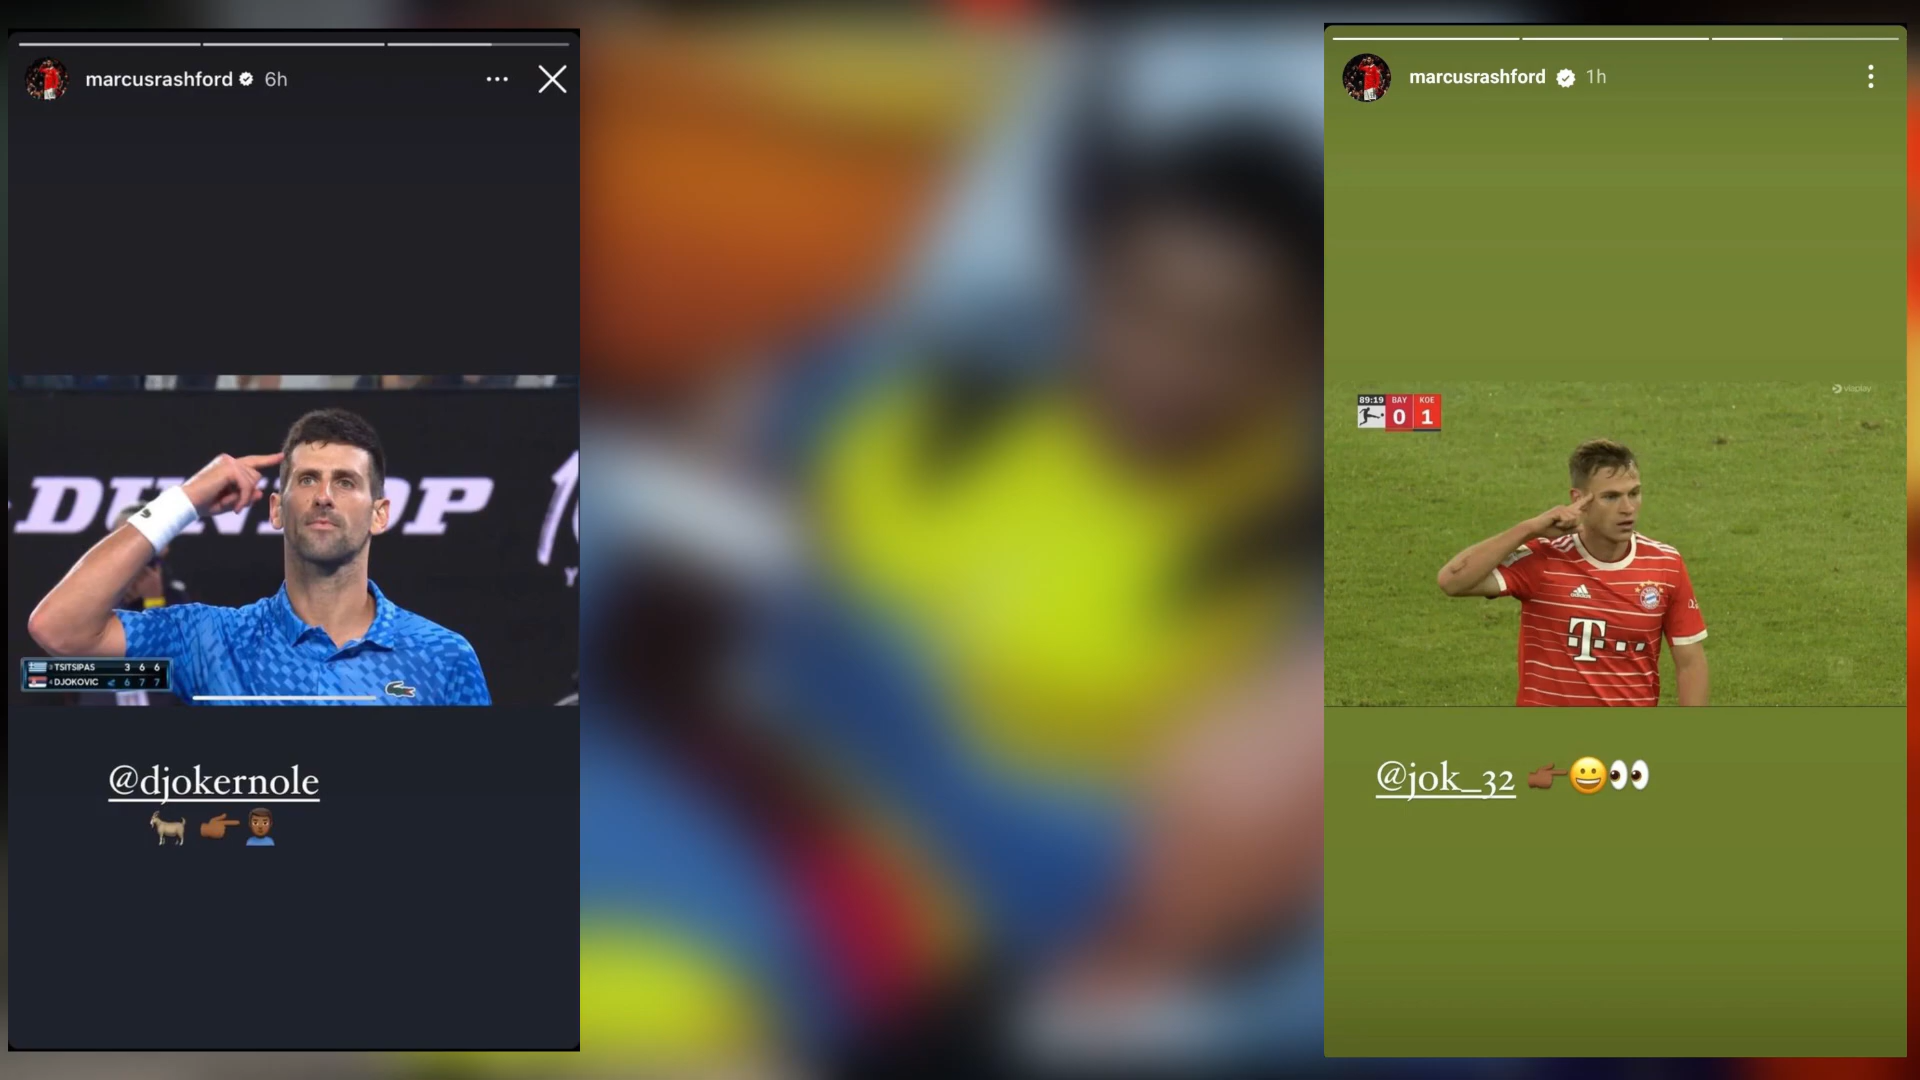 marcusrashford 6h
DUNLOP
TSITSIPAS 3 6 6
DJOKOVIC 6 7 7
@djokernole
marcusrashford 1h
viaplay
89:19 BAY KOE
0 1
T
@jok_32